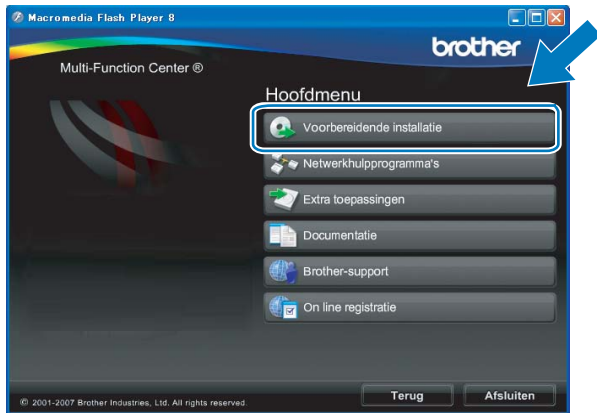 Macromedia Flash Player 8
brother
Multi-Function Center ®
Hoofdmenu
Voorbereidende installatie
Netwerkhulpprogramma's
Extra toepassingen
Documentatie
Brother-support
On line registratie
© 2001-2007 Brother Industries, Ltd. All rights reserved.
Terug
Afsluiten